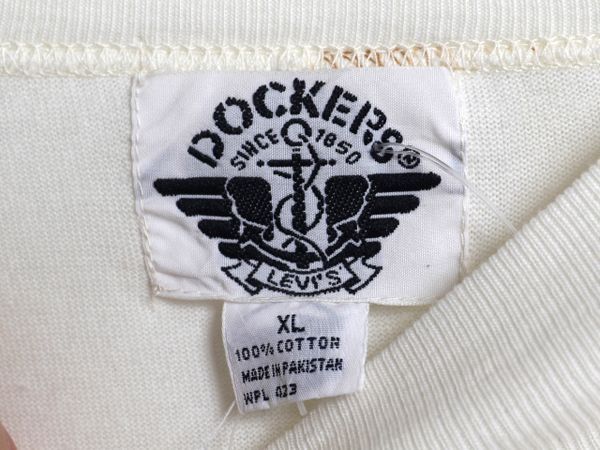 DOCKERS®
SINCE 1850
LEVI'S
XL
100% COTTON
MADE IN PAKISTAN
WPL 423